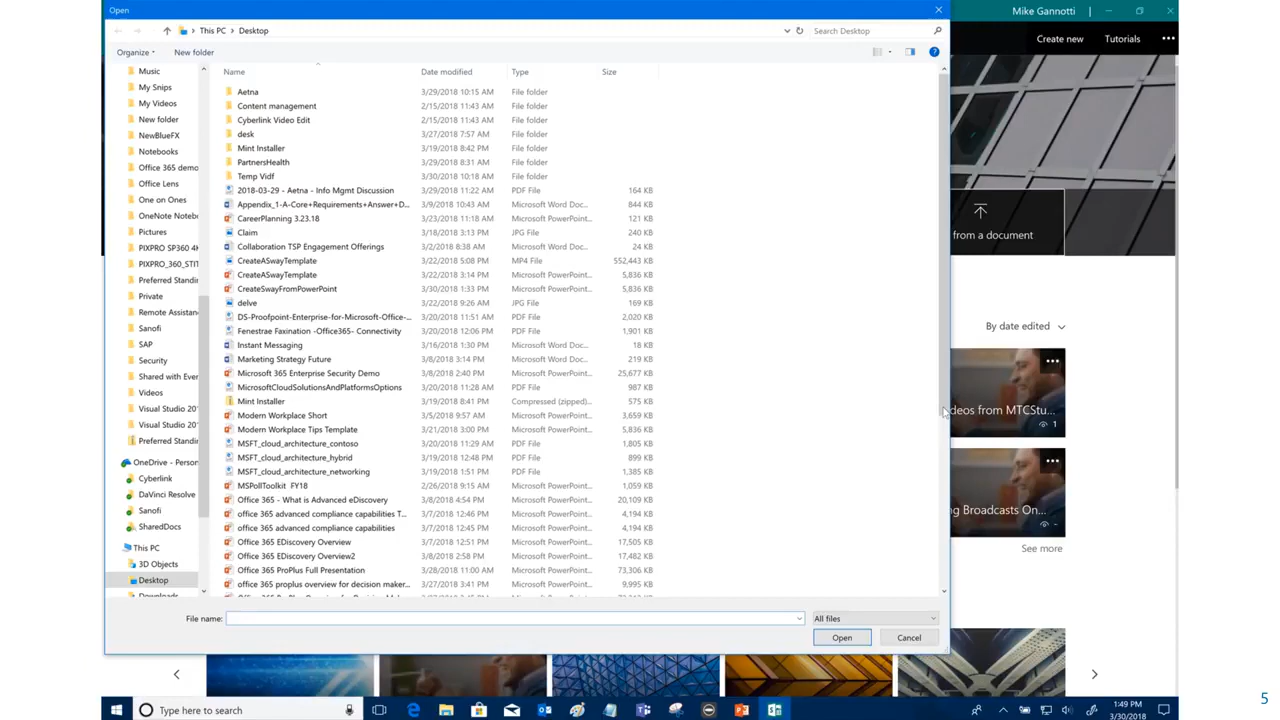 Open
Mike Gannotti
This PC > Desktop
Search Desktop
Create new
Tutorials
Organize
New folder
Name
Date modified
Type
Size
Music
My Snips
My Videos
New folder
NewBlueFX
Notebooks
Office 365 demo
Office Lens
One on Ones
OneNote Noteb
Pictures
PIXPRO SP360 4K
PIXPRO_360_STIT
Preferred Standin
Private
Remote Assistan
Sanofi
SAP
Security
Shared with Ever
Videos
Visual Studio 20
Visual Studio 20
Preferred Standin
OneDrive - Person
Cyberlink
DaVinci Resolve
Sanofi
SharedDocs
This PC
3D Objects
Desktop
Downloads
Aetna 3/29/2018 10:15 AM File folder
Content management 2/15/2018 11:43 AM File folder
Cyberlink Video Edit 2/15/2018 11:43 AM File folder
desk 3/27/2018 7:57 AM File folder
Mint Installer 3/19/2018 8:42 PM File folder
PartnersHealth 3/29/2018 8:31 AM File folder
Temp Vidf 3/30/2018 10:18 AM File folder
2018-03-29 - Aetna - Info Mgmt Discussion 3/29/2018 11:22 AM PDF File 164 KB
Appendix_1-A-Core+Requirements+Answer+D... 3/9/2018 10:43 AM Microsoft Word Doc... 844 KB
CareerPlanning 3.23.18 3/23/2018 11:18 AM Microsoft PowerPoint... 121 KB
Claim 3/18/2018 3:13 PM JPG File 240 KB
Collaboration TSP Engagement Offerings 3/2/2018 8:38 AM Microsoft Word Doc... 24 KB
CreateASwayTemplate 3/22/2018 5:08 PM MP4 File 552,443 KB
CreateASwayTemplate 3/22/2018 3:14 PM Microsoft PowerPoint... 5,836 KB
CreateSwayFromPowerPoint 3/30/2018 1:33 PM Microsoft PowerPoint... 5,836 KB
delve 3/22/2018 9:26 AM JPG File 169 KB
DS-Proofpoint-Enterprise-for-Microsoft-Office-... 3/20/2018 11:51 AM PDF File 2,020 KB
Fenestrae Faxination -Office365- Connectivity 3/20/2018 12:06 PM PDF File 1,901 KB
Instant Messaging 3/16/2018 1:30 PM Microsoft Word Doc... 18 KB
Marketing Strategy Future 3/8/2018 3:14 PM Microsoft Word Doc... 219 KB
Microsoft 365 Enterprise Security Demo 3/8/2018 2:40 PM Microsoft PowerPoint... 25,677 KB
MicrosoftCloudSolutionsAndPlatformsOptions 3/20/2018 11:28 AM PDF File 987 KB
Mint Installer 3/19/2018 8:41 PM Compressed (zipped)... 575 KB
Modern Workplace Short 3/5/2018 9:57 AM Microsoft PowerPoint... 3,659 KB
Modern Workplace Tips Template 3/21/2018 3:00 PM Microsoft PowerPoint... 5,836 KB
MSFT_cloud_architecture_contoso 3/20/2018 11:29 AM PDF File 1,805 KB
MSFT_cloud_architecture_hybrid 3/19/2018 12:48 PM PDF File 899 KB
MSFT_cloud_architecture_networking 3/19/2018 1:51 PM PDF File 1,385 KB
MSPollToolkit FY18 2/26/2018 9:15 AM Microsoft PowerPoint... 1,059 KB
Office 365 - What is Advanced eDiscovery 3/8/2018 4:54 PM Microsoft PowerPoint... 20,109 KB
office 365 advanced compliance capabilities T... 3/7/2018 12:46 PM Microsoft PowerPoint... 4,194 KB
office 365 advanced compliance capabilities 3/7/2018 12:45 PM Microsoft PowerPoint... 4,194 KB
Office 365 EDiscovery Overview 3/7/2018 12:51 PM Microsoft PowerPoint... 17,505 KB
Office 365 EDiscovery Overview2 3/8/2018 2:58 PM Microsoft PowerPoint... 17,482 KB
Office 365 ProPlus Full Presentation 3/28/2018 11:00 AM Microsoft PowerPoint... 73,306 KB
office 365 proplus overview for decision maker... 3/27/2018 3:41 PM Microsoft PowerPoint... 9,995 KB
File name:
All files
Open
Cancel
from a document
By date edited
deos from MTCStu...
1
ng Broadcasts On...
-
See more
Type here to search
1:49 PM
3/30/2018
5